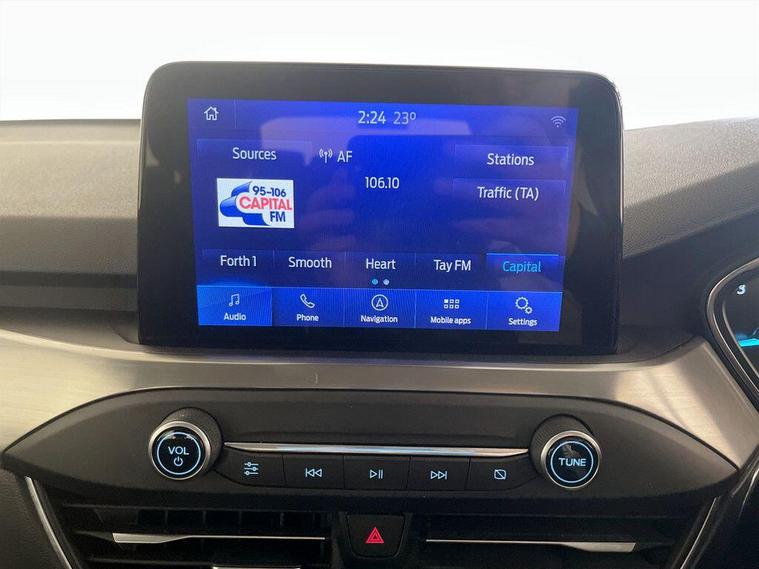 2:24 23°
Sources AF Stations
106.10
Traffic (TA)
95-106
CAPITAL
FM
Forth 1 Smooth Heart Tay FM Capital
Audio Phone Navigation Mobile apps Settings
3
VOL
TUNE